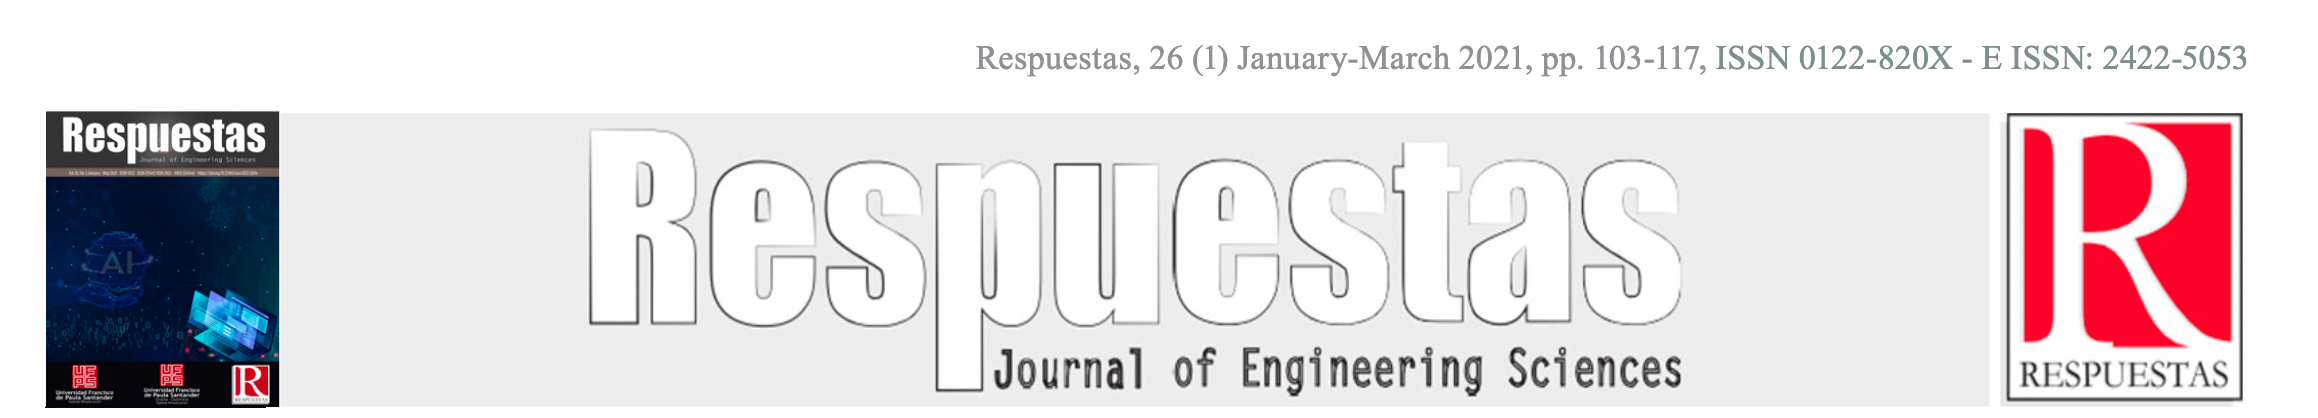 Respuestas, 26 (1) January-March 2021, pp. 103-117, ISSN 0122-820X - E ISSN: 2422-5053
Respuestas
Journal of Engineering Sciences
AI
Universidad Francisco
de Paula Santander
Universidad Francisco
de Paula Santander
R
RESPUESTAS
Respuestas
Journal of Engineering Sciences
R
RESPUESTAS